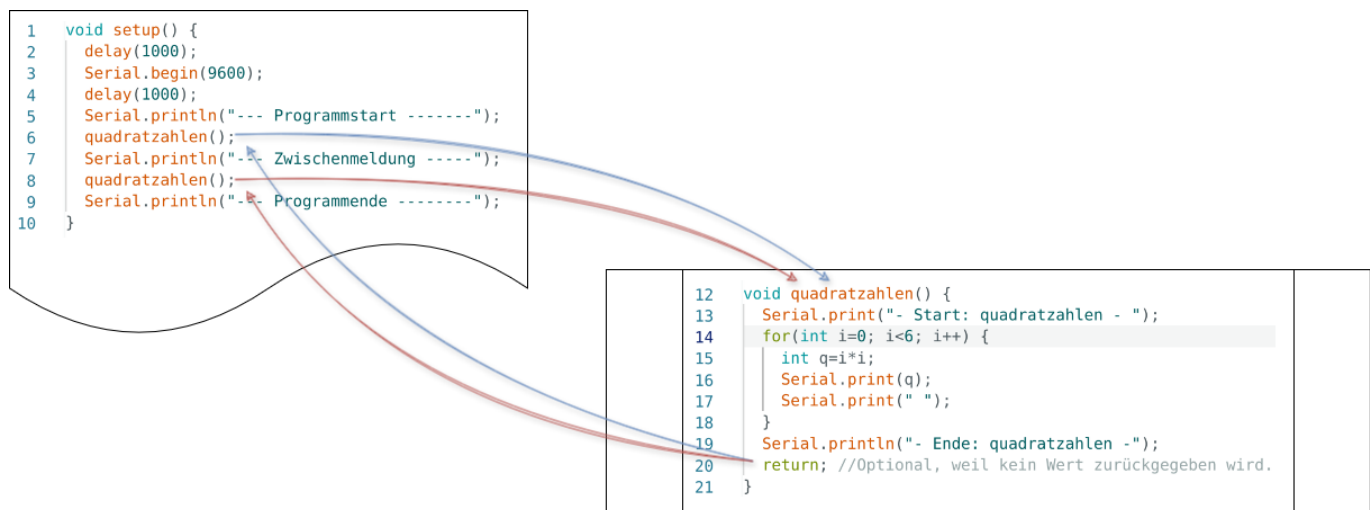 1 void setup() {
2 delay(1000);
3 Serial.begin(9600);
4 delay(1000);
5 Serial.println("--- Programmstart -------");
6 quadratzahlen();
7 Serial.println("--- Zwischenmeldung -----");
8 quadratzahlen();
9 Serial.println("--- Programmende --------");
10 }
12 void quadratzahlen() {
13 Serial.print("- Start: quadratzahlen - ");
14 for(int i=0; i<6; i++) {
15 int q=i*i;
16 Serial.print(q);
17 Serial.print(" ");
18 }
19 Serial.println("- Ende: quadratzahlen -");
20 return; //Optional, weil kein Wert zurückgegeben wird.
21 }